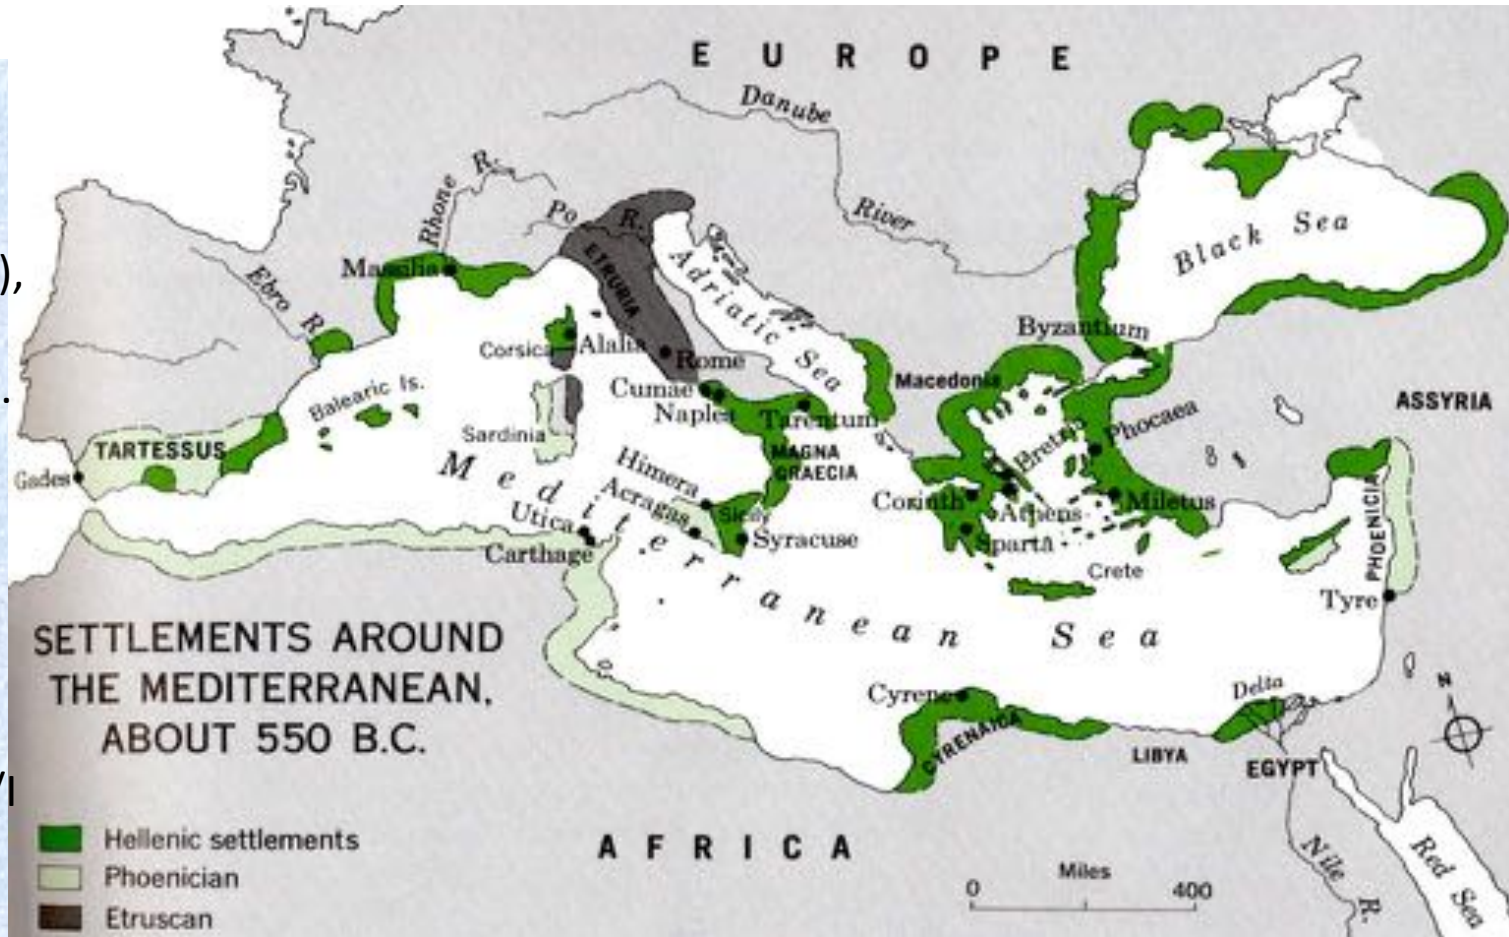 EUROPE
Danube
River
Rhone R.
Po R.
ETRURIA
Adriatic Sea
Black Sea
),
Massilia
Ebro R.
Byzantium
Corsica
Alalia
Rome
Balearic Is.
Cumae
Naples
Tarentum
Macedonia
ASSYRIA
.
Phocaea
Sardinia
TARTESSUS
Gades
MAGNA
GRAECIA
Eretria
Himera
Acragas
Sicily
Syracuse
Corinth
Athens
Sparta
Miletus
Utica
Carthage
Mediterranean Sea
Crete
PHOENICIA
Tyre
SETTLEMENTS AROUND
THE MEDITERRANEAN,
ABOUT 550 B.C.
Cyrene
CYRENAICA
Delta
N
LIBYA
EGYPT
Hellenic settlements
Phoenician
Etruscan
AFRICA
Miles
0 400
Nile R.
Red Sea